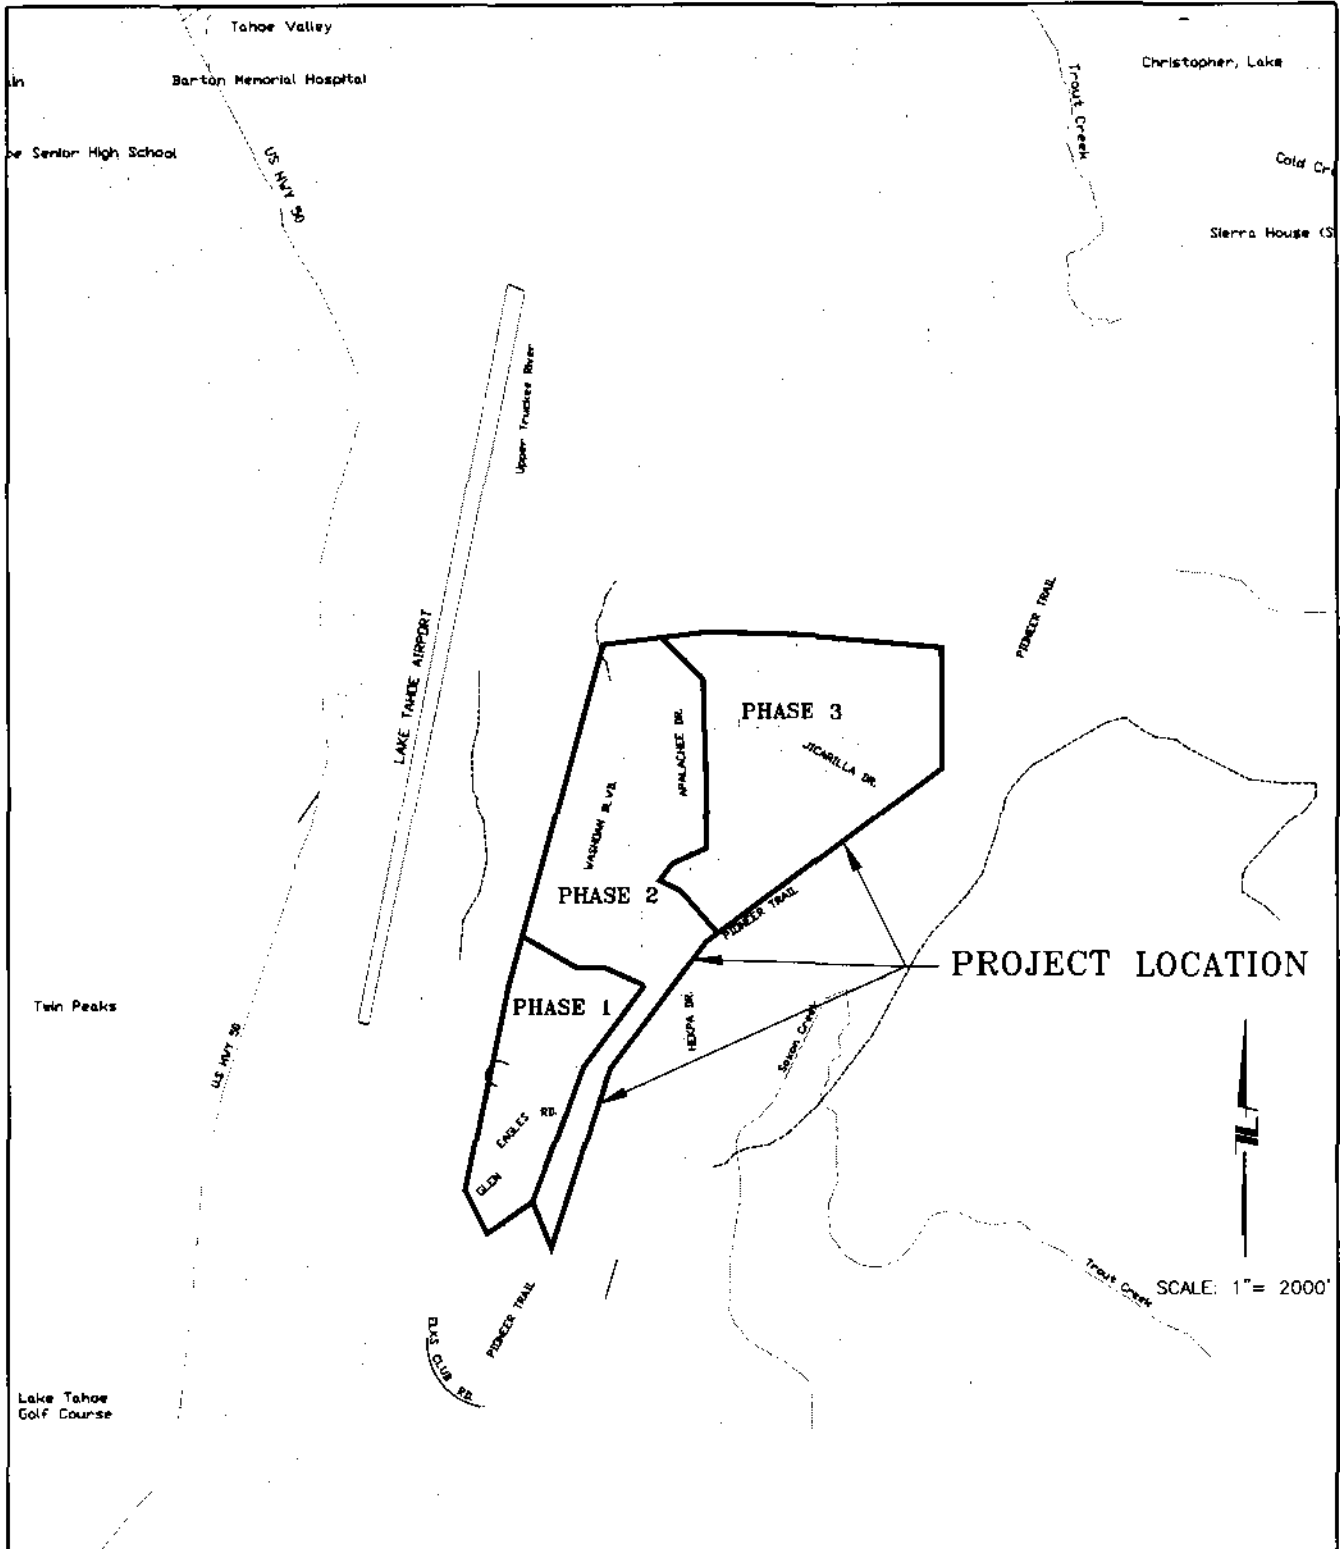 Tahoe Valley
Barton Memorial Hospital
Christopher, Lake
Trout Creek
Senior High School
US HWY 50
Cold
Sierra House (S
Upper Truckee River
LAKE TAHOE AIRPORT
PIONEER TRAIL
PHASE 3
APALACHEE DR.
JICARILLA DR.
WASHOAN BLVD.
PHASE 2
PIONEER TRAIL
PROJECT LOCATION
Twin Peaks
PHASE 1
HEKPA DR.
Saxon Creek
U.S HWY 50
EAGLES RD.
GLEN
Trout Creek
SCALE: 1"= 2000'
PIONEER TRAIL
ELKS CLUB RD.
Lake Tahoe
Golf Course